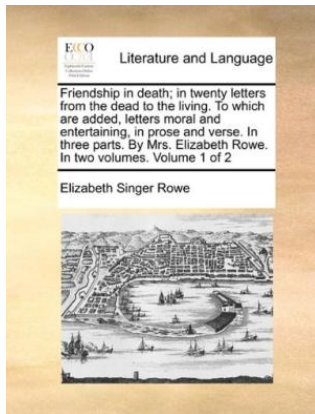 ECCO
Literature and Language
Friendship in death; in twenty letters
from the dead to the living. To which
are added, letters moral and
entertaining, in prose and verse. In
three parts. By Mrs. Elizabeth Rowe.
In two volumes. Volume 1 of 2
Elizabeth Singer Rowe